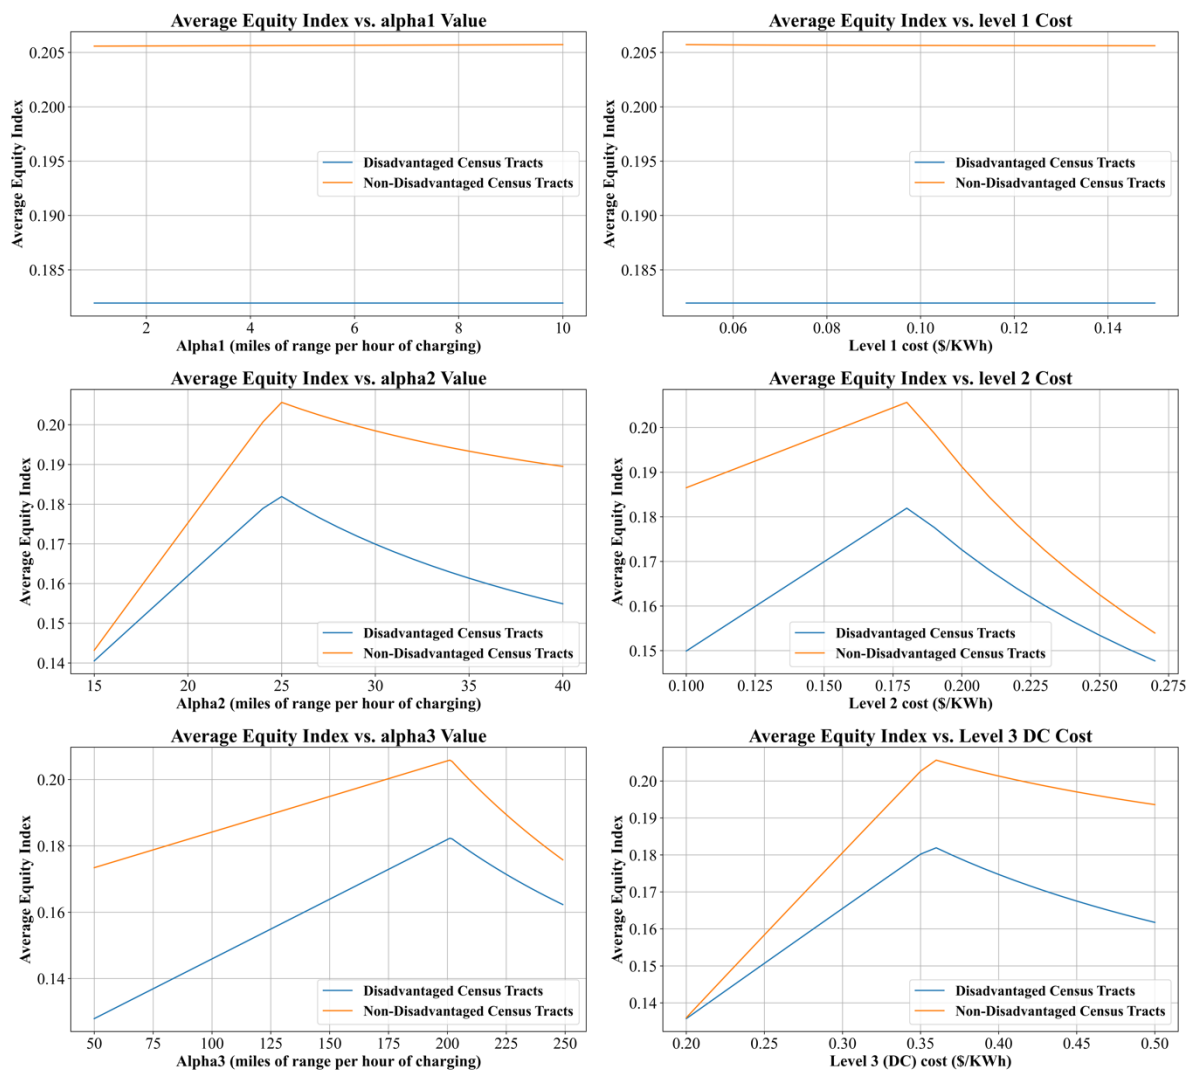 Average Equity Index vs. alpha1 Value
Average Equity Index
0.205
0.200
0.195
0.190
0.185
Disadvantaged Census Tracts
Non-Disadvantaged Census Tracts
2 4 6 8 10
Alpha1 (miles of range per hour of charging)
Average Equity Index vs. level 1 Cost
Average Equity Index
0.205
0.200
0.195
0.190
0.185
Disadvantaged Census Tracts
Non-Disadvantaged Census Tracts
0.06 0.08 0.10 0.12 0.14
Level 1 cost ($/KWh)
Average Equity Index vs. alpha2 Value
Average Equity Index
0.20
0.19
0.18
0.17
0.16
0.15
0.14
Disadvantaged Census Tracts
Non-Disadvantaged Census Tracts
15 20 25 30 35 40
Alpha2 (miles of range per hour of charging)
Average Equity Index vs. level 2 Cost
Average Equity Index
0.20
0.19
0.18
0.17
0.16
0.15
Disadvantaged Census Tracts
Non-Disadvantaged Census Tracts
0.100 0.125 0.150 0.175 0.200 0.225 0.250 0.275
Level 2 cost ($/KWh)
Average Equity Index vs. alpha3 Value
Average Equity Index
0.20
0.18
0.16
0.14
Disadvantaged Census Tracts
Non-Disadvantaged Census Tracts
50 75 100 125 150 175 200 225 250
Alpha3 (miles of range per hour of charging)
Average Equity Index vs. Level 3 DC Cost
Average Equity Index
0.20
0.19
0.18
0.17
0.16
0.15
0.14
Disadvantaged Census Tracts
Non-Disadvantaged Census Tracts
0.20 0.25 0.30 0.35 0.40 0.45 0.50
Level 3 (DC) cost ($/KWh)